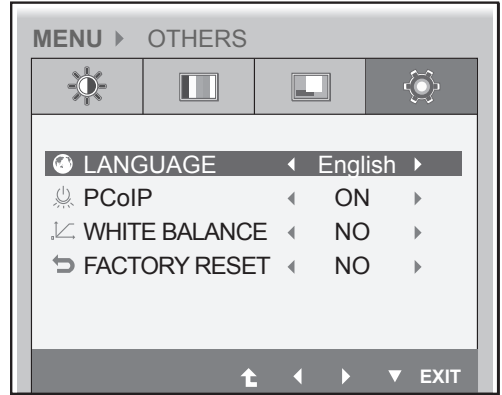 MENU OTHERS
LANGUAGE English
PCoIP ON
WHITE BALANCE NO
FACTORY RESET NO
EXIT